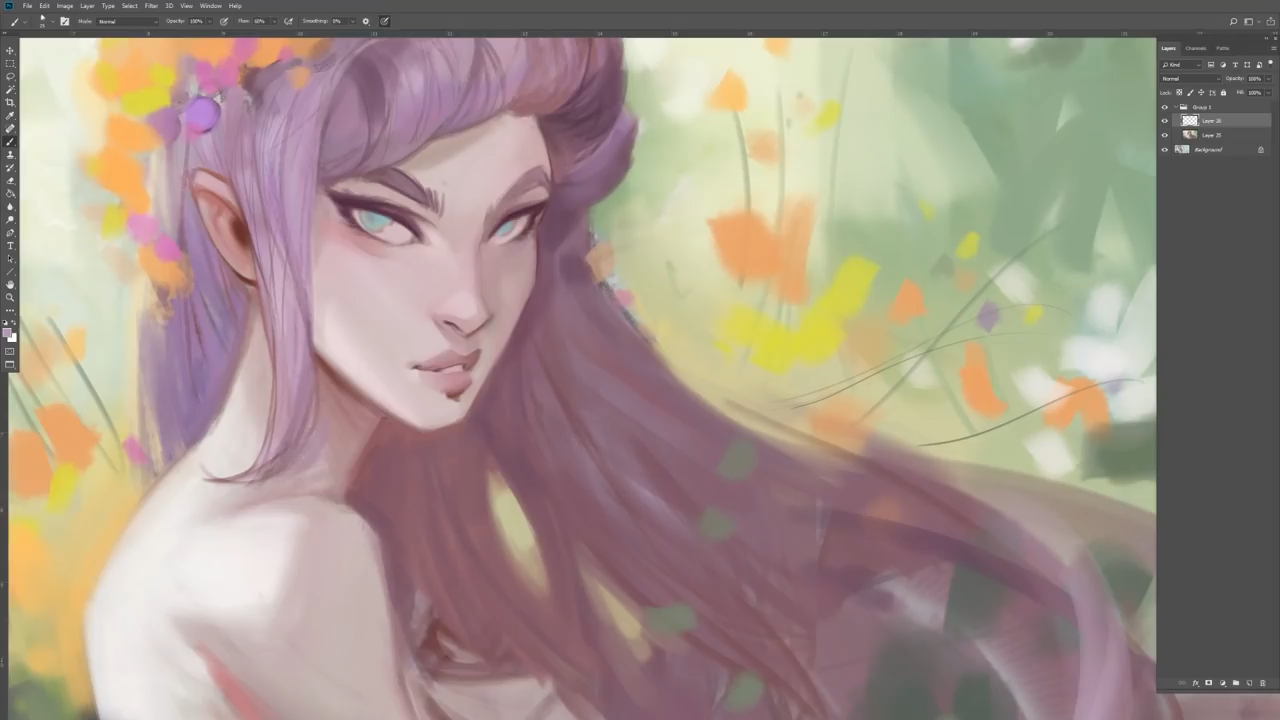 File Edit Image Layer Type Select Filter 3D View Window Help
Mode: Normal Opacity: 100% Flow: 60% Smoothing: 0%
Layers Channels Paths
Kind
Normal Opacity: 100%
Lock: Fill: 100%
Group 1
Layer 26
Layer 25
Background